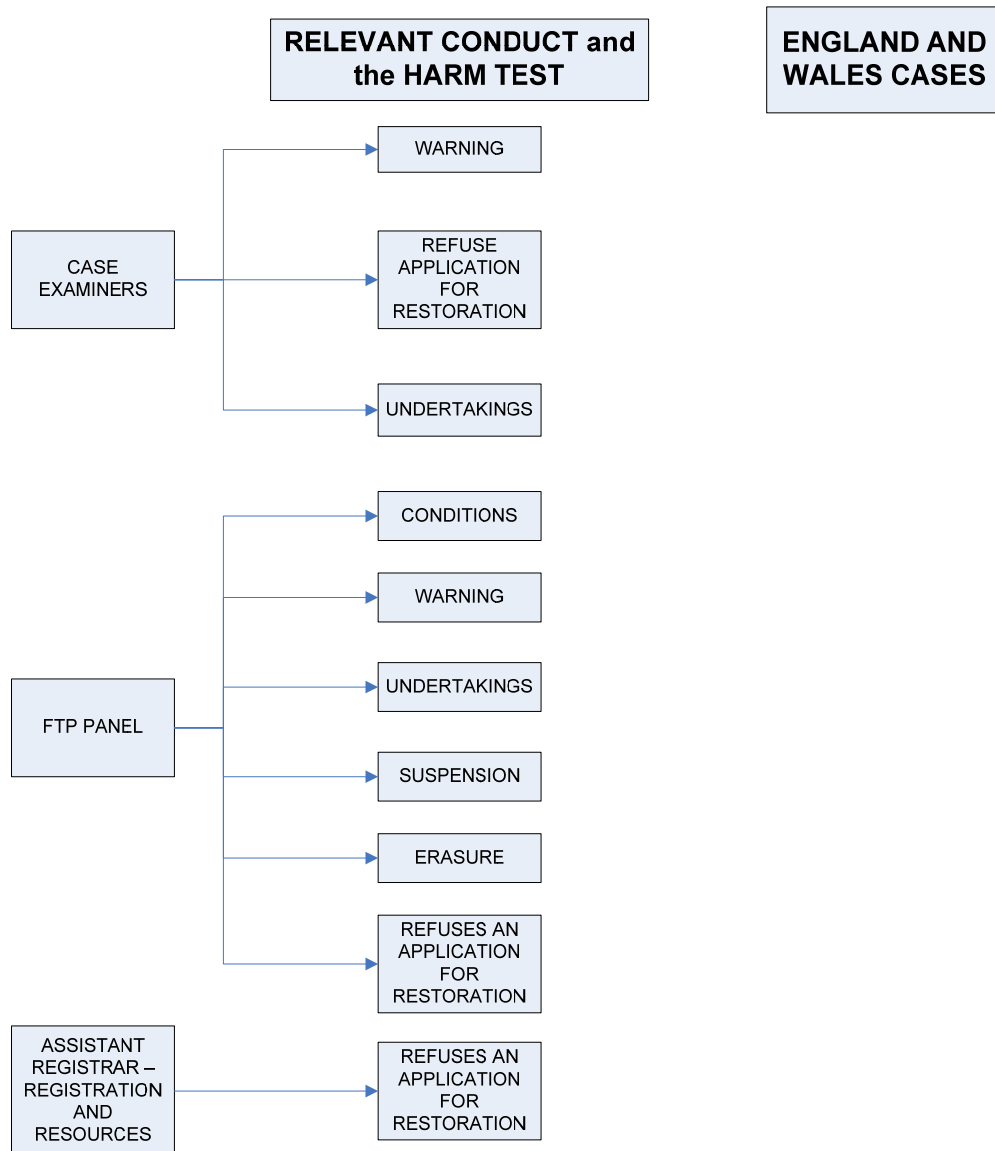 RELEVANT CONDUCT and
the HARM TEST
ENGLAND AND
WALES CASES
WARNING
CASE
EXAMINERS
REFUSE
APPLICATION
FOR
RESTORATION
UNDERTAKINGS
CONDITIONS
WARNING
UNDERTAKINGS
FTP PANEL
SUSPENSION
ERASURE
REFUSES AN
APPLICATION
FOR
RESTORATION
ASSISTANT
REGISTRAR –
REGISTRATION
AND
RESOURCES
REFUSES AN
APPLICATION
FOR
RESTORATION